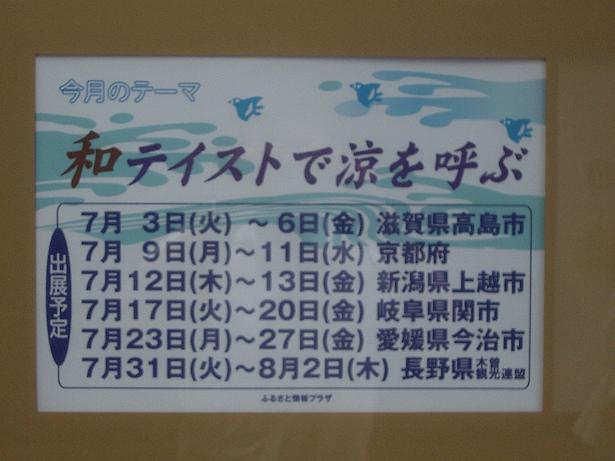 今月のテーマ
和テイストで涼を呼ぶ
出展予定
7月 3日(火) ～ 6日(金) 滋賀県高島市
7月 9日(月) ～11日(水) 京都府
7月12日(木) ～13日(金) 新潟県上越市
7月17日(火) ～20日(金) 岐阜県関市
7月23日(月) ～27日(金) 愛媛県今治市
7月31日(火) ～8月2日(木) 長野県木曽観光連盟
ふるさと情報プラザ